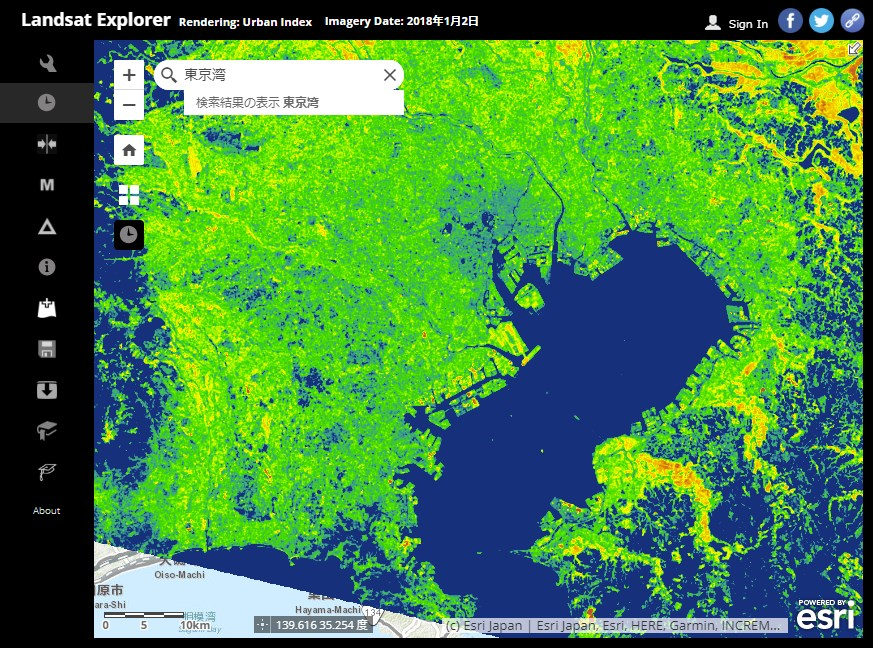 Landsat Explorer Rendering: Urban Index Imagery Date: 2018年1月2日
Sign In
東京湾
検索結果の表示 東京湾
M
About
Oiso-Machi
原市
ara-Shi
Hayama-Machi
134
相模湾
0 5 10km
139.616 35.254 度
(c) Esri Japan | Esri Japan, Esri, HERE, Garmin, INCREM...
POWERED BY
esri